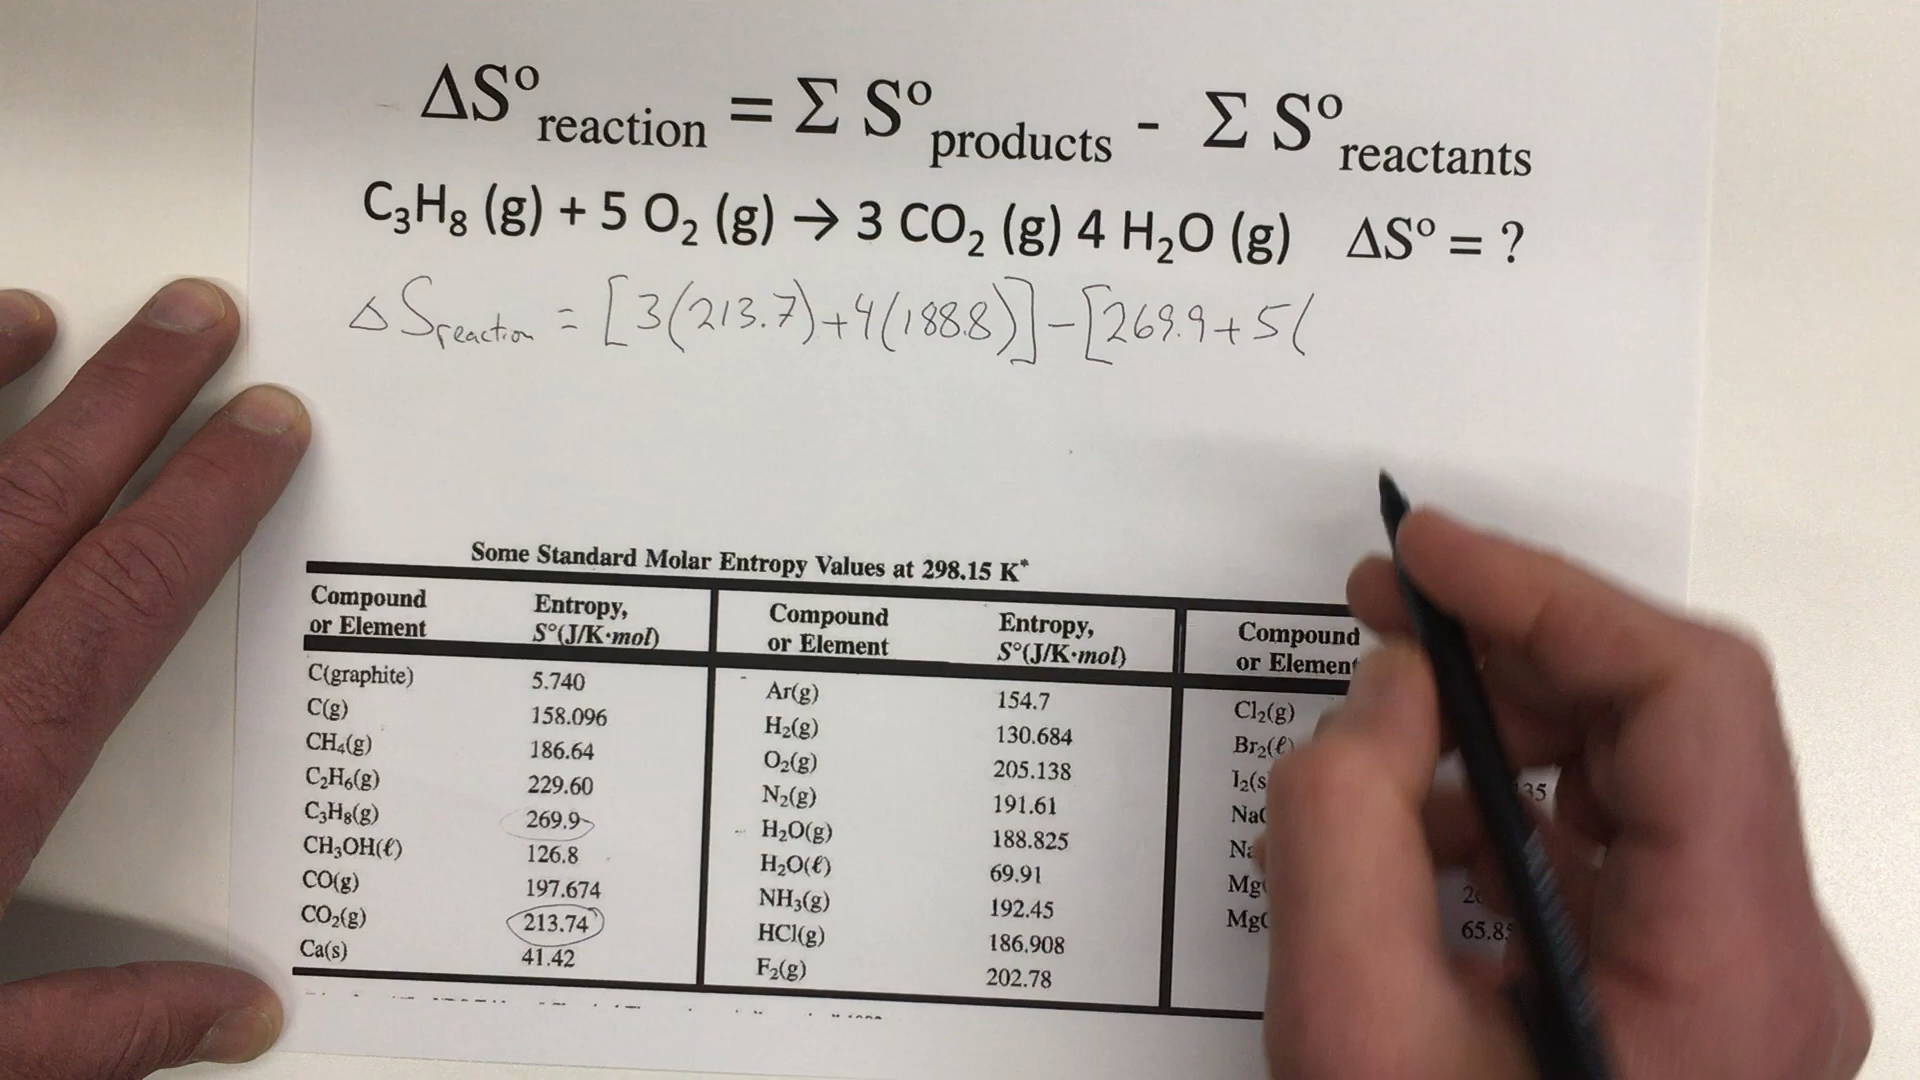 ΔS°reaction = Σ S°products - Σ S°reactants
C₃H₈ (g) + 5 O₂ (g) → 3 CO₂ (g) 4 H₂O (g) ΔS° = ?
ΔSreaction = [3(213.7)+4(188.8)]-[269.9+5(
Some Standard Molar Entropy Values at 298.15 K*
Compound or Element Entropy, S°(J/K·mol) Compound or Element Entropy, S°(J/K·mol) Compound or Element
C(graphite) 5.740 Ar(g) 154.7 Cl₂(g)
C(g) 158.096 H₂(g) 130.684 Br₂(ℓ)
CH₄(g) 186.64 O₂(g) 205.138 I₂(s
C₂H₆(g) 229.60 N₂(g) 191.61
C₃H₈(g) 269.9 H₂O(g) 188.825
CH₃OH(ℓ) 126.8 H₂O(ℓ) 69.91
CO(g) 197.674 NH₃(g) 192.45
CO₂(g) 213.74 HCl(g) 186.908 65.85
Ca(s) 41.42 F₂(g) 202.78